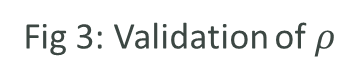 Fig 3: Validation of ρ